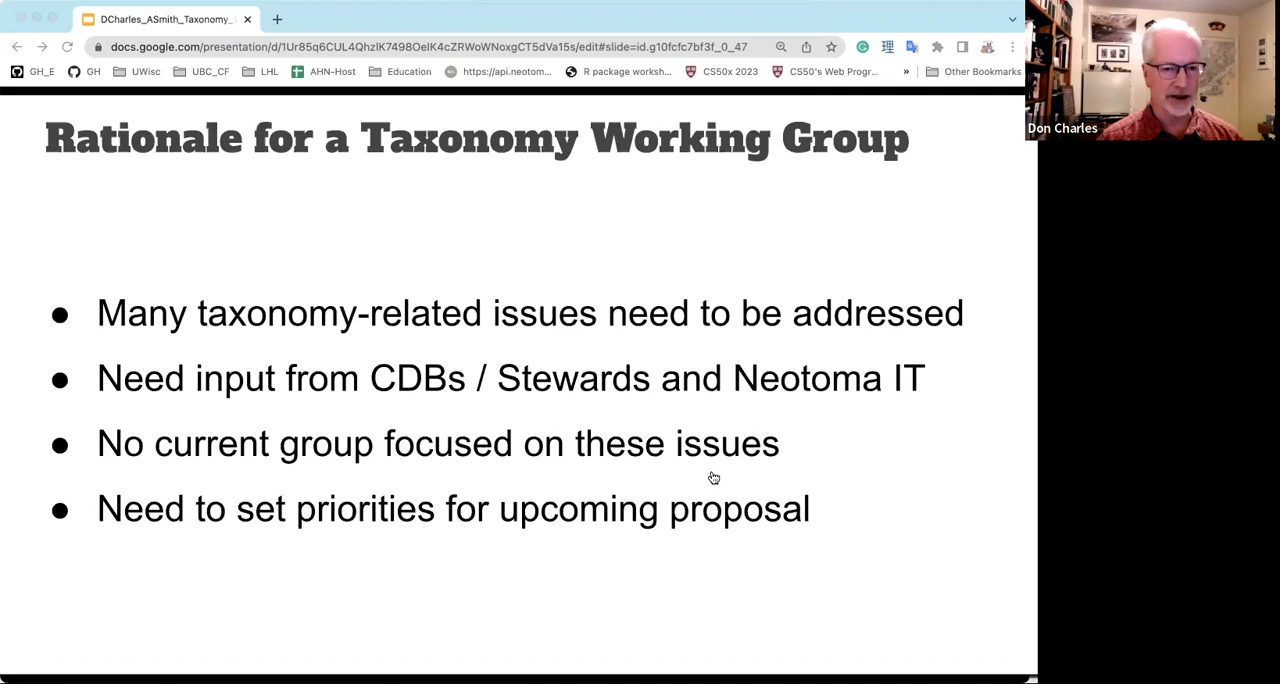 DCharles_ASmith_Taxonomy_
docs.google.com/presentation/d/1Ur85q6CUL4QhzlK7498OeIK4cZRWoWNoxgCT5dVa15s/edit#slide=id.g10fcfc7bf3f_0_47
GH_E GH UWisc UBC_CF LHL AHN-Host Education https://api.neotom... R package worksh... CS50x 2023 CS50's Web Progr... » Other Bookmarks
Don Charles
Rationale for a Taxonomy Working Group
● Many taxonomy-related issues need to be addressed
● Need input from CDBs / Stewards and Neotoma IT
● No current group focused on these issues
● Need to set priorities for upcoming proposal